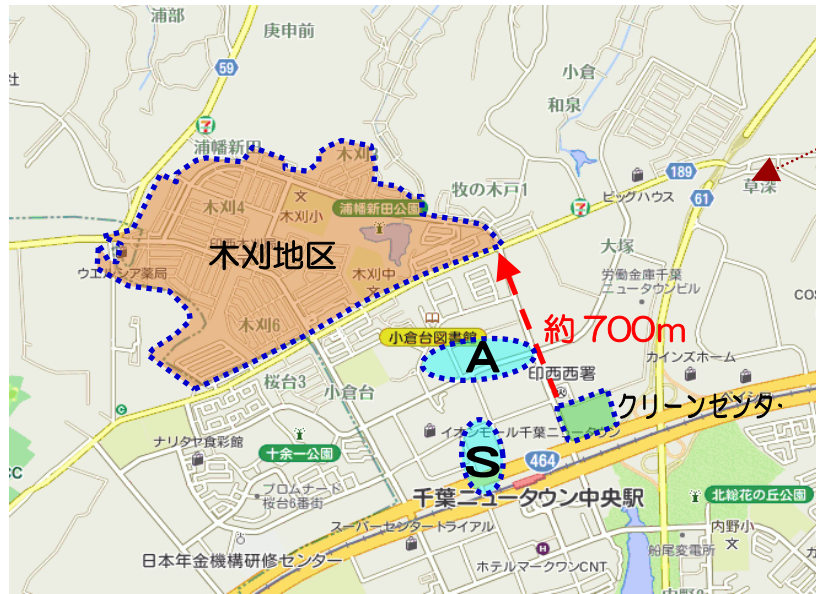 浦部
庚申前
59
小倉
和泉
浦幡新田
189
ビッグハウス
草深
61
牧の木戸1
木刈4
木刈小
浦幡新田公園
大塚
木刈地区
ウエルシア薬局
木刈中
労働金庫千葉
ニュータウンビル
木刈6
約700m
小倉台図書館
A
カインズホーム
印西西署
桜台3
小倉台
クリーンセンタ
ナリタヤ食彩館
イオンモール千葉ニュータウン
十余一公園
S
464
プロムナード
桜台6番街
千葉ニュータウン中央駅
北総花の丘公園
スーパーセンタートライアル
内野小
船尾変電所
日本年金機構研修センター
ホテルマークワンCNT